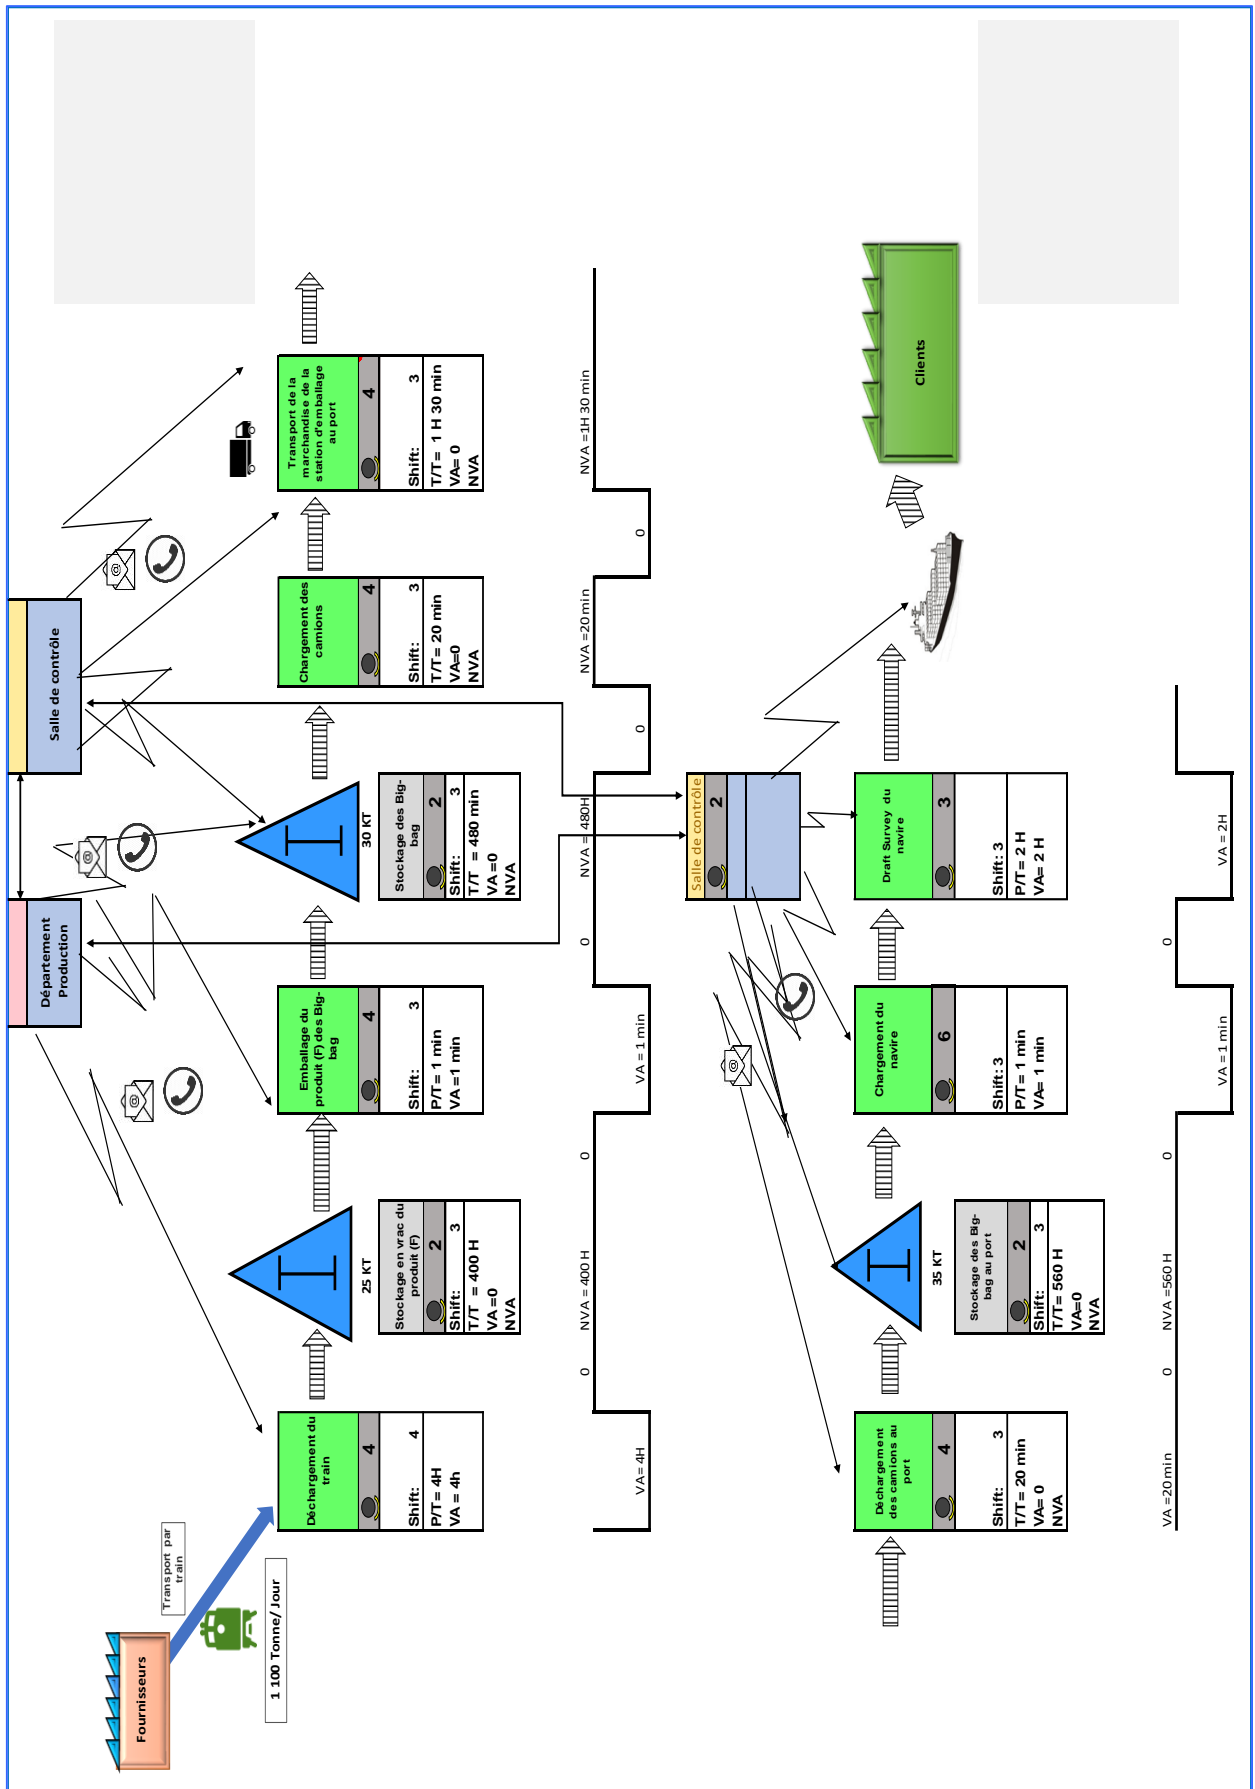 Fournisseurs
Transport par
train
1 100 Tonne/ Jour
Département
Production
Salle de contrôle
Déchargement du
train
4
Shift: 4
P/T= 4H
VA = 4h
25 KT
Stockage en vrac du
produit (F)
2
Shift: 3
T/T = 400 H
VA =0
NVA
Emballage du
produit (F) des Big-
bag
4
Shift: 3
P/T= 1 min
VA =1 min
30 KT
Stockage des Big-
bag
2
Shift: 3
T/T = 480 min
VA =0
NVA
Chargement des
camions
4
Shift: 3
T/T= 20 min
VA=0
NVA
Transport de la
marchandise de la
station d'emballage
au port
4
Shift: 3
T/T= 1 H 30 min
VA= 0
NVA
VA= 4H
0
NVA = 400 H
0
VA = 1 min
0
NVA = 480H
0
NVA =20min
0
NVA =1H 30 min
Salle de contrôle
2
Déchargement
des camions au
port
4
Shift: 3
T/T= 20 min
VA= 0
NVA
35 KT
Stockage des Big-
bag au port
2
Shift: 3
T/T= 560 H
VA=0
NVA
Chargement du
navire
6
Shift: 3
P/T= 1 min
VA= 1 min
Draft Survey du
navire
3
Shift: 3
P/T= 2 H
VA= 2 H
Clients
VA =20 min
0
NVA =560 H
0
VA = 1 min
0
VA = 2H